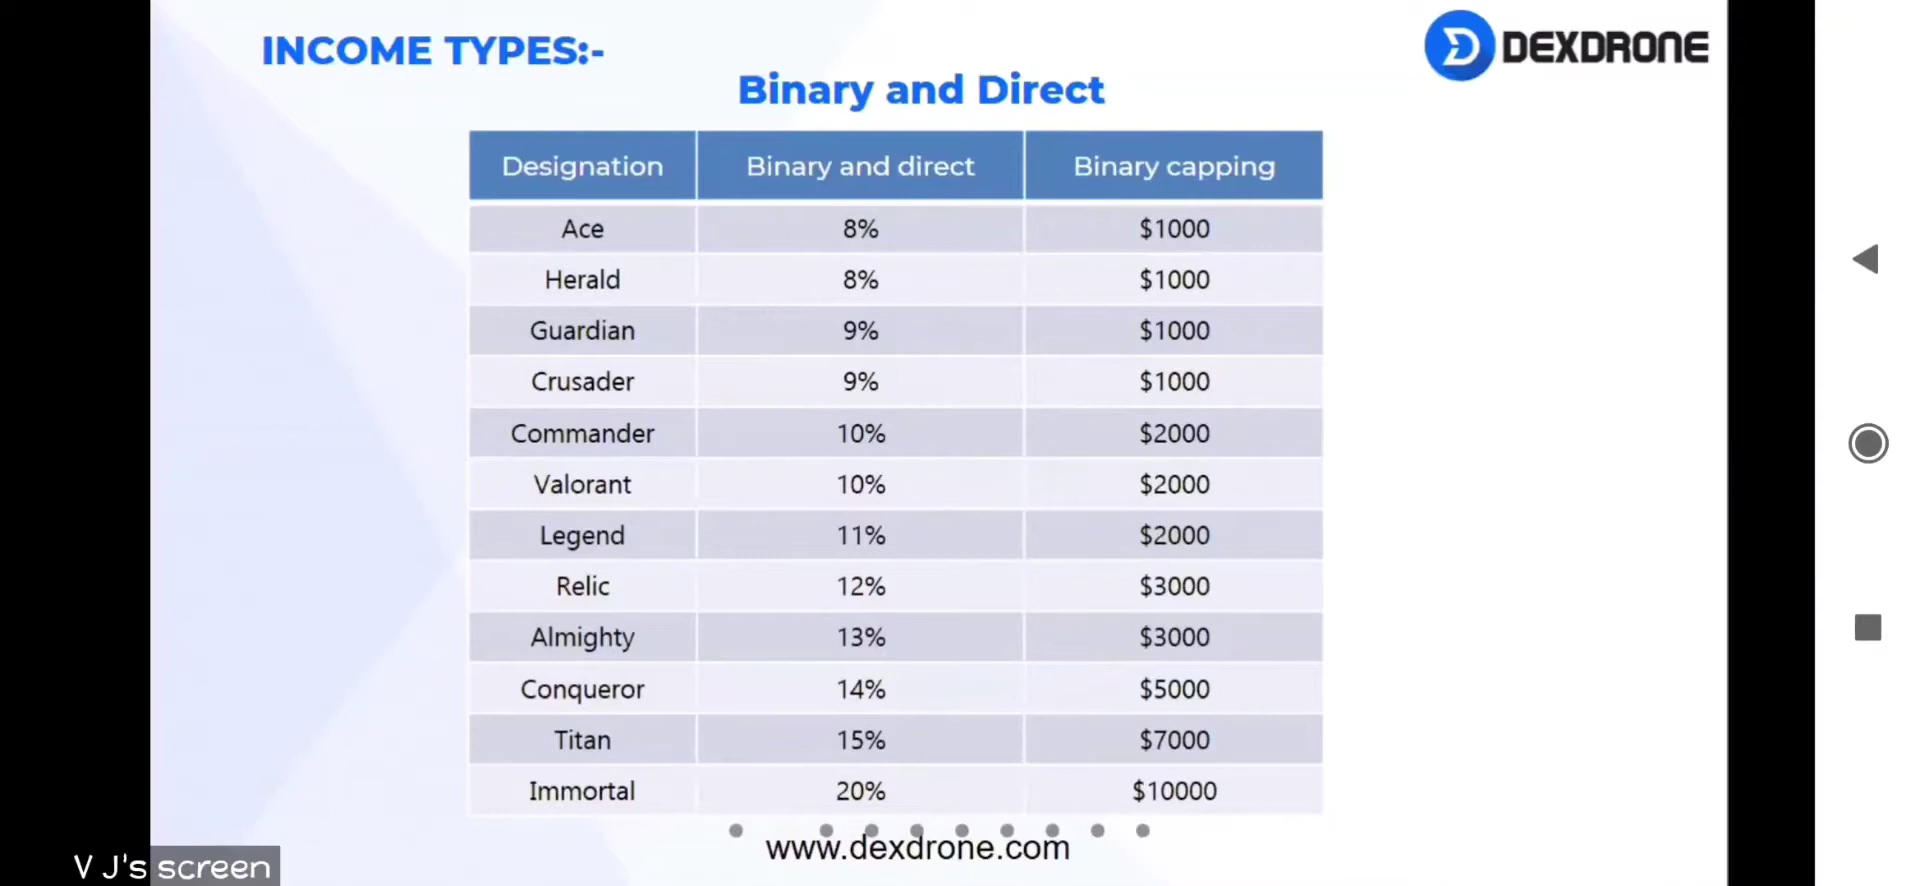 INCOME TYPES:-
DEXDRONE
Binary and Direct
Designation Binary and direct Binary capping
Ace 8% $1000
Herald 8% $1000
Guardian 9% $1000
Crusader 9% $1000
Commander 10% $2000
Valorant 10% $2000
Legend 11% $2000
Relic 12% $3000
Almighty 13% $3000
Conqueror 14% $5000
Titan 15% $7000
Immortal 20% $10000
www.dexdrone.com
V J's screen